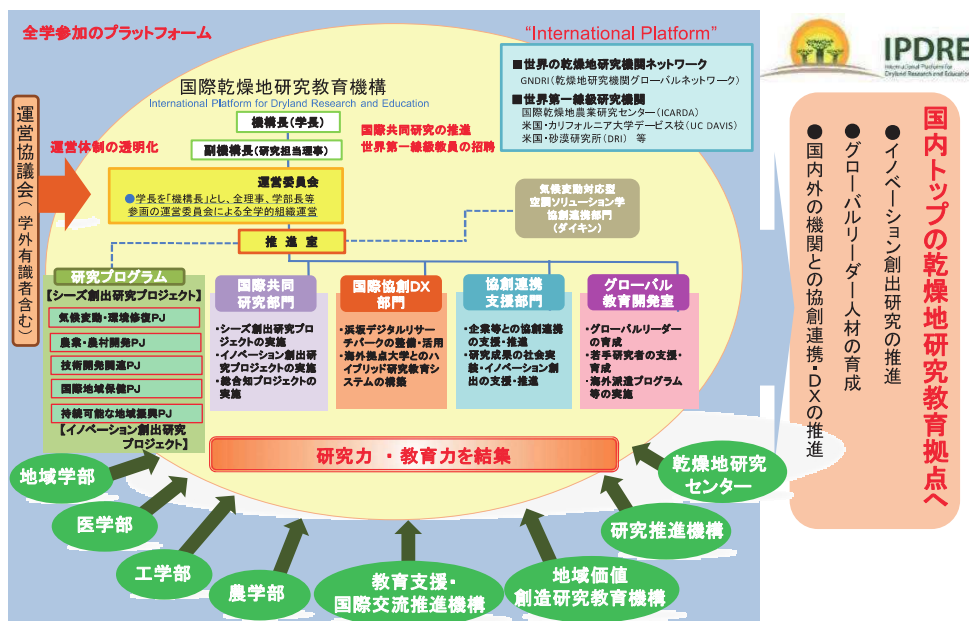 全学参加のプラットフォーム
"International Platform"
■世界の乾燥地研究機関ネットワーク
GNDRI(乾燥地研究機関グローバルネットワーク)
■世界第一線級研究機関
国際乾燥地農業研究センター(ICARDA)
米国・カリフォルニア大学デービス校(UC DAVIS)
米国・砂漠研究所(DRI) 等
IPDRE
International Platform for
Dryland Research and Education
国際乾燥地研究教育機構
International Platform for Dryland Research and Education
機構長(学長)
副機構長(研究担当理事)
国際共同研究の推進
世界第一線級教員の招聘
運営協議会(学外有識者含む)
運営体制の透明化
運営委員会
●学長を「機構長」とし、全理事、学部長等
参画の運営委員会による全学的組織運営
気候変動対応型
空調ソリューション学
協創連携部門
(ダイキン)
推進室
研究プログラム
【シーズ創出研究プロジェクト】
気候変動・環境修復PJ
農業・農村開発PJ
技術開発関連PJ
国際地域保健PJ
持続可能な地域振興PJ
【イノベーション創出研究
プロジェクト】
国際共同
研究部門
・シーズ創出研究プロ
ジェクトの実施
・イノベーション創出研
究プロジェクトの実施
・総合知プロジェクトの
実施
国際協創DX
部門
・浜坂デジタルリサー
チパークの整備・活用
・海外拠点大学とのハ
イブリッド研究教育シ
ステムの構築
協創連携
支援部門
・企業等との協創連携
の支援・推進
・研究成果の社会実
装・イノベーション創
出の支援・推進
グローバル
教育開発室
・グローバルリーダー
の育成
・若手研究者の支援・
育成
・海外派遣プログラム
等の実施
研究力 ・教育力を結集
地域学部
医学部
工学部
農学部
教育支援・
国際交流推進機構
地域価値
創造研究教育機構
研究推進機構
乾燥地研究
センター
国内トップの乾燥地研究教育拠点へ
●イノベーション創出研究の推進
●グローバルリーダー人材の育成
●国内外の機関との協創連携・DXの推進